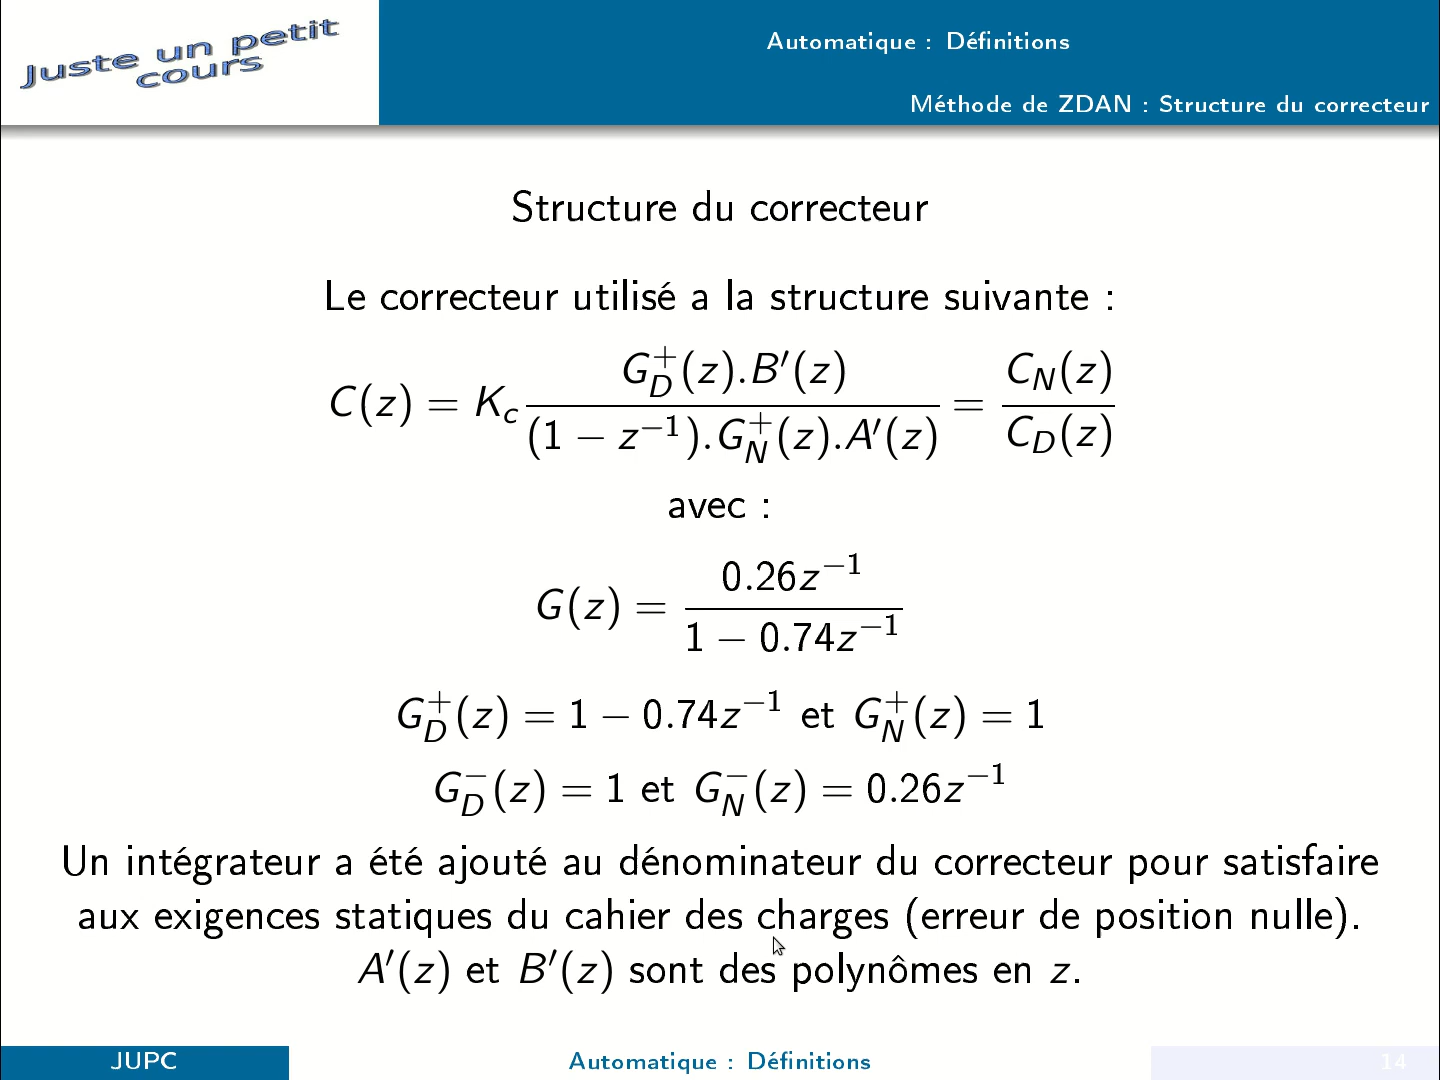 Juste un petit
cours
Automatique : Définitions
Méthode de ZDAN : Structure du correcteur
Structure du correcteur
Le correcteur utilisé a la structure suivante :
C(z) = K_c \frac{G_D^+(z).B'(z)}{(1 − z^{−1}).G_N^+(z).A'(z)} = \frac{C_N(z)}{C_D(z)}
avec :
G(z) = \frac{0.26z^{−1}}{1 − 0.74z^{−1}}
G_D^+(z) = 1 − 0.74z^{−1} et G_N^+(z) = 1
G_D^−(z) = 1 et G_N^−(z) = 0.26z^{−1}
Un intégrateur a été ajouté au dénominateur du correcteur pour satisfaire
aux exigences statiques du cahier des charges (erreur de position nulle).
A'(z) et B'(z) sont des polynômes en z.
JUPC
Automatique : Définitions
14